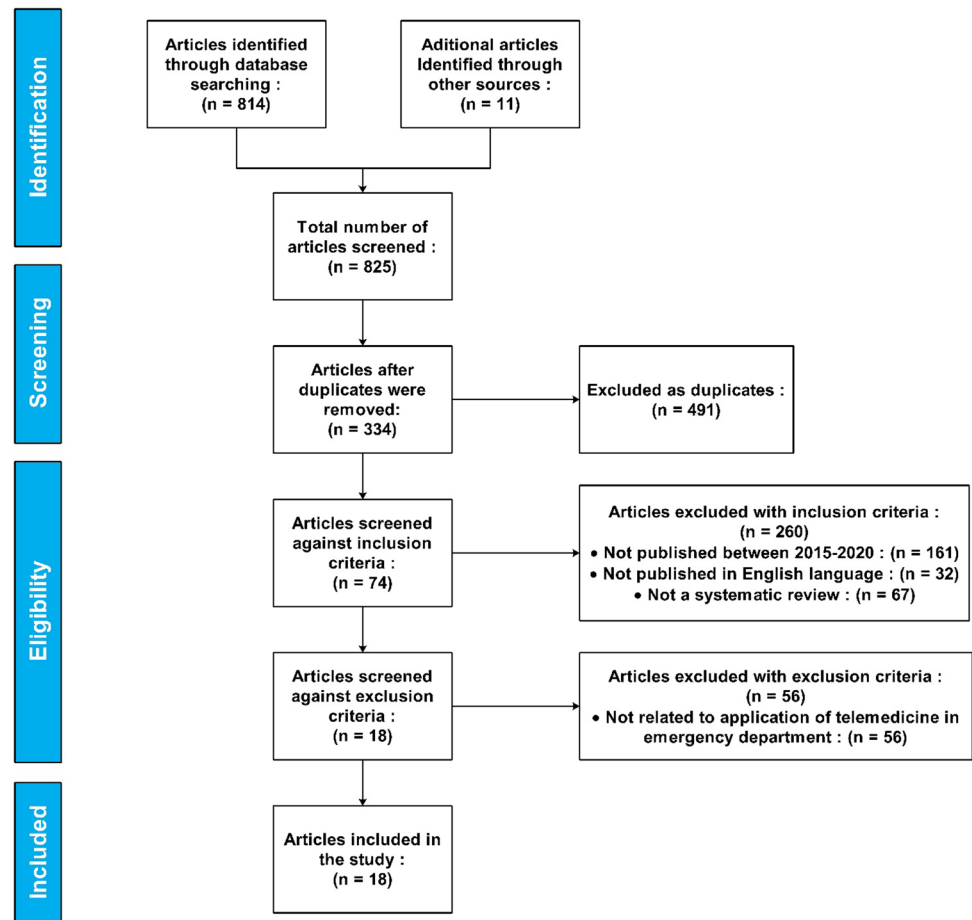 Identification
Articles identified
through database
searching :
(n = 814)
Aditional articles
Identified through
other sources :
(n = 11)
Total number of
articles screened :
(n = 825)
Screening
Articles after
duplicates were
removed:
(n = 334)
Excluded as duplicates :
(n = 491)
Eligibility
Articles screened
against inclusion
criteria :
(n = 74)
Articles excluded with inclusion criteria :
(n = 260)
• Not published between 2015-2020 : (n = 161)
• Not published in English language : (n = 32)
• Not a systematic review : (n = 67)
Articles screened
against exclusion
criteria :
(n = 18)
Articles excluded with exclusion criteria :
(n = 56)
• Not related to application of telemedicine in
emergency department : (n = 56)
Included
Articles included in
the study :
(n = 18)